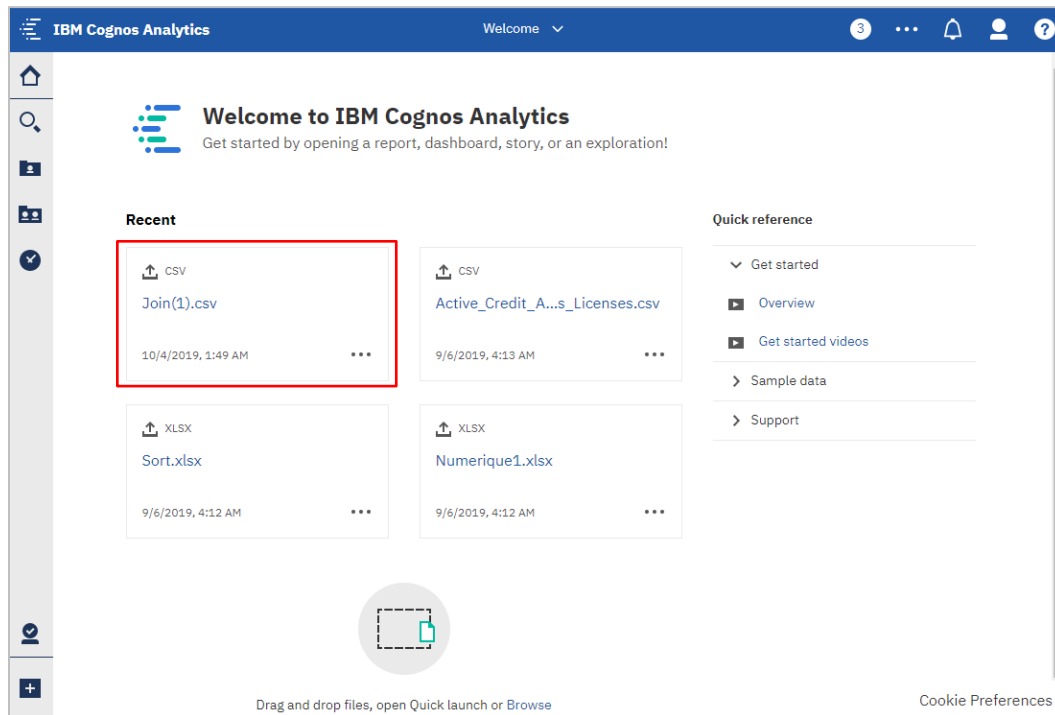 IBM Cognos Analytics
Welcome
3
?
Welcome to IBM Cognos Analytics
Get started by opening a report, dashboard, story, or an exploration!
Recent
CSV
Join(1).csv
10/4/2019, 1:49 AM
CSV
Active_Credit_A...s_Licenses.csv
9/6/2019, 4:13 AM
XLSX
Sort.xlsx
9/6/2019, 4:12 AM
XLSX
Numerique1.xlsx
9/6/2019, 4:12 AM
Quick reference
Get started
Overview
Get started videos
Sample data
Support
Drag and drop files, open Quick launch or Browse
Cookie Preferences